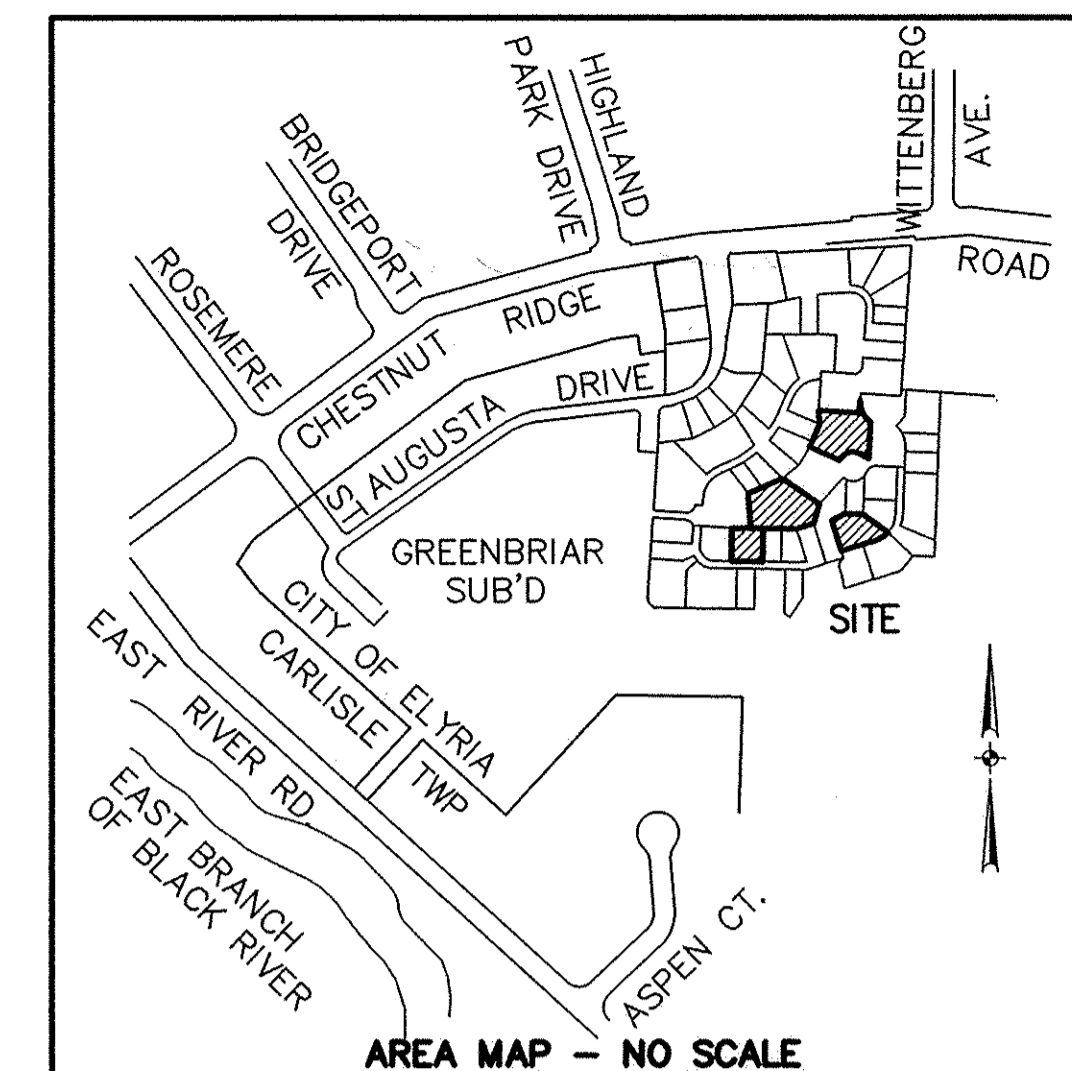 HIGHLAND
PARK DRIVE
WITTENBERG
AVE.
BRIDGEPORT
DRIVE
ROSEMERE
CHESTNUT RIDGE ROAD
ST AUGUSTA DRIVE
GREENBRIAR
SUB'D
SITE
CITY OF ELYRIA
CARLISLE TWP
EAST RIVER RD
EAST BRANCH
OF BLACK RIVER
ASPEN CT.
AREA MAP – NO SCALE